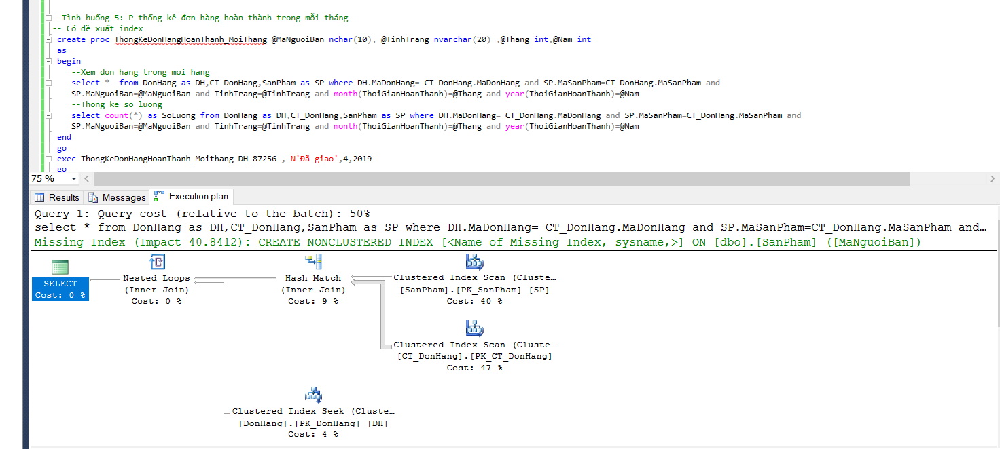 --Tình huống 5: P thống kê đơn hàng hoàn thành trong mỗi tháng
-- Có đề xuất index
create proc ThongKeDonHangHoanThanh_MoiThang @MaNguoiBan nchar(10), @TinhTrang nvarchar(20) ,@Thang int,@Nam int
as
begin
--Xem don hang trong moi hang
select *  from DonHang as DH,CT_DonHang,SanPham as SP where DH.MaDonHang= CT_DonHang.MaDonHang and SP.MaSanPham=CT_DonHang.MaSanPham and
SP.MaNguoiBan=@MaNguoiBan and TinhTrang=@TinhTrang and month(ThoiGianHoanThanh)=@Thang and year(ThoiGianHoanThanh)=@Nam
--Thong ke so luong
select count(*) as SoLuong from DonHang as DH,CT_DonHang,SanPham as SP where DH.MaDonHang= CT_DonHang.MaDonHang and SP.MaSanPham=CT_DonHang.MaSanPham and
SP.MaNguoiBan=@MaNguoiBan and TinhTrang=@TinhTrang and month(ThoiGianHoanThanh)=@Thang and year(ThoiGianHoanThanh)=@Nam
end
go
exec ThongKeDonHangHoanThanh_Moithang DH_87256 , N'Đã giao',4,2019
go
75 %
Results Messages Execution plan
Query 1: Query cost (relative to the batch): 50%
select * from DonHang as DH,CT_DonHang,SanPham as SP where DH.MaDonHang= CT_DonHang.MaDonHang and SP.MaSanPham=CT_DonHang.MaSanPham and...
Missing Index (Impact 40.8412): CREATE NONCLUSTERED INDEX [<Name of Missing Index, sysname,>] ON [dbo].[SanPham] ([MaNguoiBan])
SELECT
Cost: 0 %
Nested Loops
(Inner Join)
Cost: 0 %
Hash Match
(Inner Join)
Cost: 9 %
Clustered Index Scan (Cluste...
[SanPham].[PK_SanPham] [SP]
Cost: 40 %
Clustered Index Scan (Cluste...
[CT_DonHang].[PK_CT_DonHang]
Cost: 47 %
Clustered Index Seek (Cluste...
[DonHang].[PK_DonHang] [DH]
Cost: 4 %